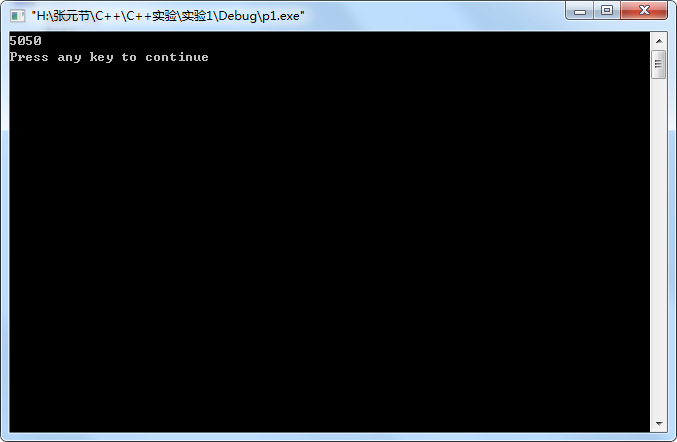 "H:\张元节\C++\C++实验\实验1\Debug\p1.exe"
5050
Press any key to continue